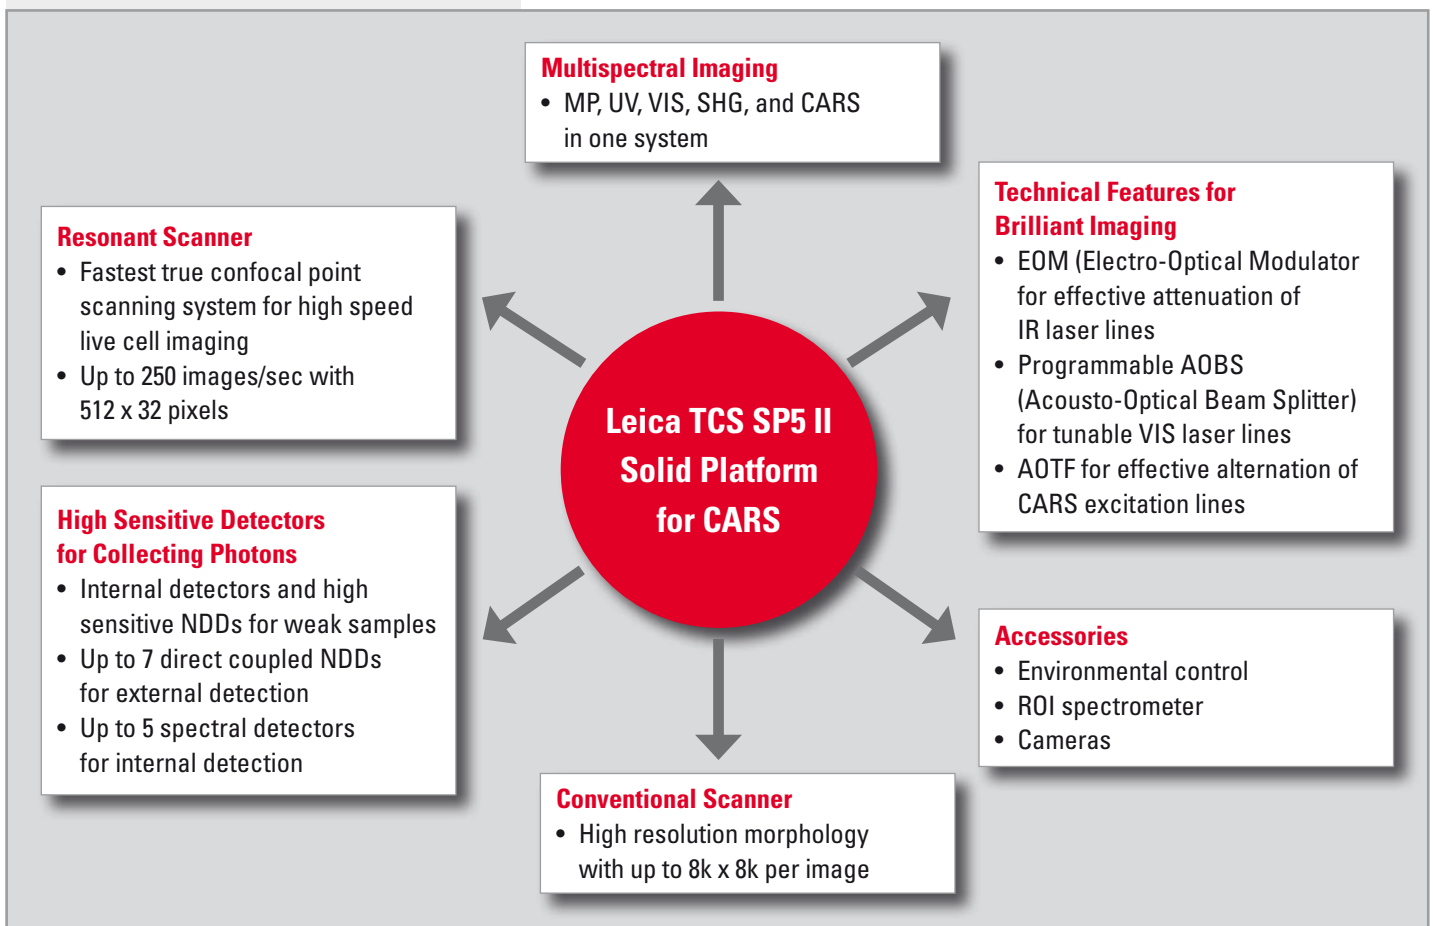 Multispectral Imaging
• MP, UV, VIS, SHG, and CARS
in one system
Resonant Scanner
• Fastest true confocal point
scanning system for high speed
live cell imaging
• Up to 250 images/sec with
512 x 32 pixels
Technical Features for
Brilliant Imaging
• EOM (Electro-Optical Modulator
for effective attenuation of
IR laser lines
• Programmable AOBS
(Acousto-Optical Beam Splitter)
for tunable VIS laser lines
• AOTF for effective alternation of
CARS excitation lines
Leica TCS SP5 II
Solid Platform
for CARS
High Sensitive Detectors
for Collecting Photons
• Internal detectors and high
sensitive NDDs for weak samples
• Up to 7 direct coupled NDDs
for external detection
• Up to 5 spectral detectors
for internal detection
Accessories
• Environmental control
• ROI spectrometer
• Cameras
Conventional Scanner
• High resolution morphology
with up to 8k x 8k per image